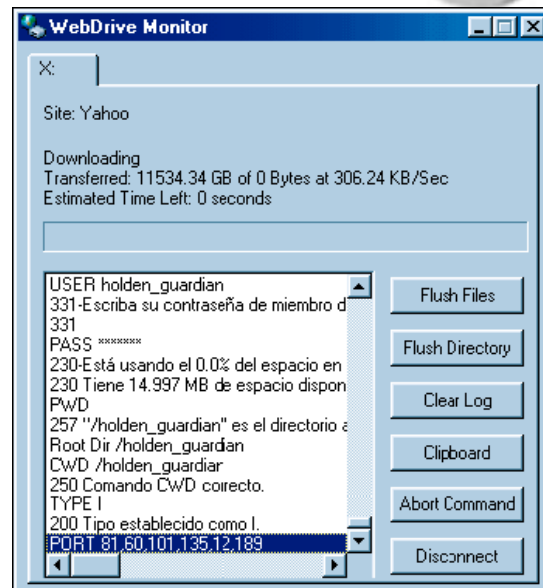 WebDrive Monitor
X:
Site: Yahoo
Downloading
Transferred: 11534.34 GB of 0 Bytes at 306.24 KB/Sec
Estimated Time Left: 0 seconds
USER holden_guardian
331-Escriba su contraseña de miembro d
331
PASS *******
230-Está usando el 0.0% del espacio en
230 Tiene 14.997 MB de espacio dispon
PWD
257 "/holden_guardian" es el directorio a
Root Dir /holden_guardian
CWD /holden_guardiar
250 Comando CWD correcto.
TYPE I
200 Tipo establecido como I.
PORT 81,60,101,135,12,189
Flush Files
Flush Directory
Clear Log
Clipboard
Abort Command
Disconnect